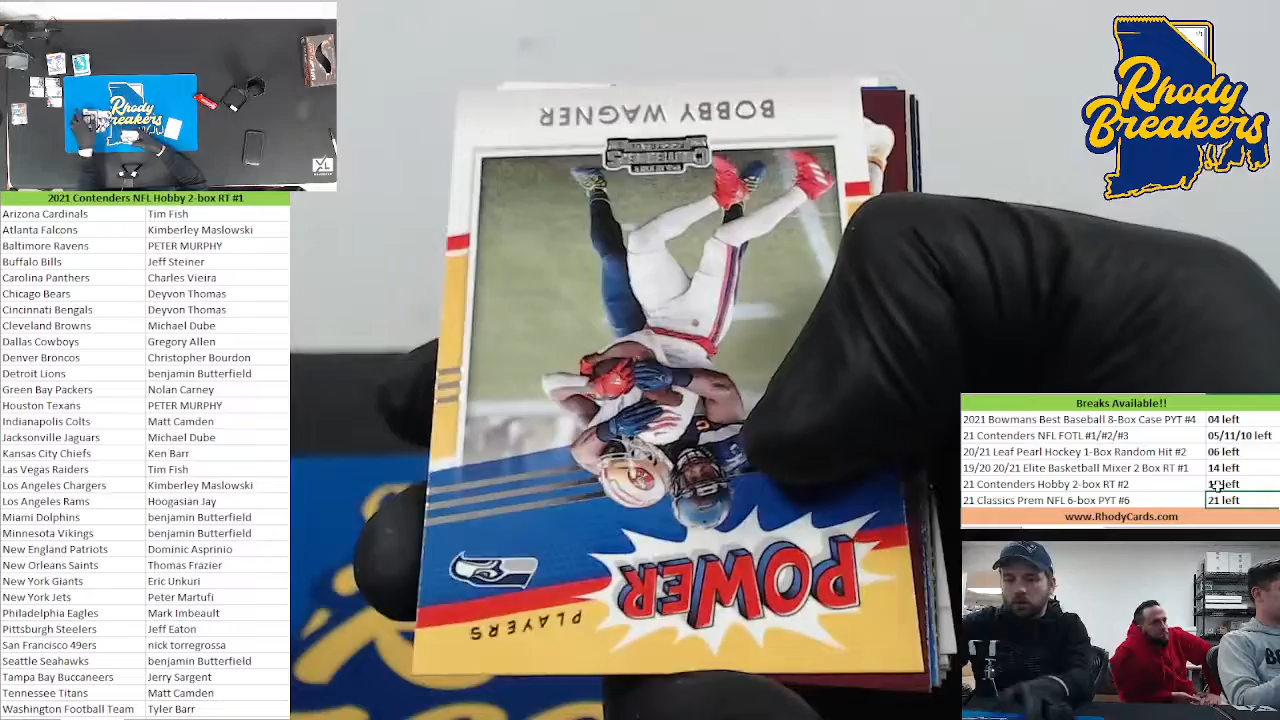 Rhody
Breakers
2021 Contenders NFL Hobby 2-box RT #1
Arizona Cardinals Tim Fish
Atlanta Falcons Kimberley Maslowski
Baltimore Ravens PETER MURPHY
Buffalo Bills Jeff Steiner
Carolina Panthers Charles Vieira
Chicago Bears Deyvon Thomas
Cincinnati Bengals Deyvon Thomas
Cleveland Browns Michael Dube
Dallas Cowboys Gregory Allen
Denver Broncos Christopher Bourdon
Detroit Lions benjamin Butterfield
Green Bay Packers Nolan Carney
Houston Texans PETER MURPHY
Indianapolis Colts Matt Camden
Jacksonville Jaguars Michael Dube
Kansas City Chiefs Ken Barr
Las Vegas Raiders Tim Fish
Los Angeles Chargers Kimberley Maslowski
Los Angeles Rams Hoogasian Jay
Miami Dolphins benjamin Butterfield
Minnesota Vikings benjamin Butterfield
New England Patriots Dominic Asprinio
New Orleans Saints Thomas Frazier
New York Giants Eric Unkuri
New York Jets Peter Martufi
Philadelphia Eagles Mark Imbeault
Pittsburgh Steelers Jeff Eaton
San Francisco 49ers nick torregrossa
Seattle Seahawks benjamin Butterfield
Tampa Bay Buccaneers Jerry Sargent
Tennessee Titans Matt Camden
Washington Football Team Tyler Barr
BOBBY WAGNER
CONTENDERS
POWER
PLAYERS
Rhody
Breakers
Breaks Available!!
2021 Bowmans Best Baseball 8-Box Case PYT #4 04 left
21 Contenders NFL FOTL #1/#2/#3 05/11/10 left
20/21 Leaf Pearl Hockey 1-Box Random Hit #2 06 left
19/20 20/21 Elite Basketball Mixer 2 Box RT #1 14 left
21 Contenders Hobby 2-box RT #2 left
21 Classics Prem NFL 6-box PYT #6 21 left
www.RhodyCards.com